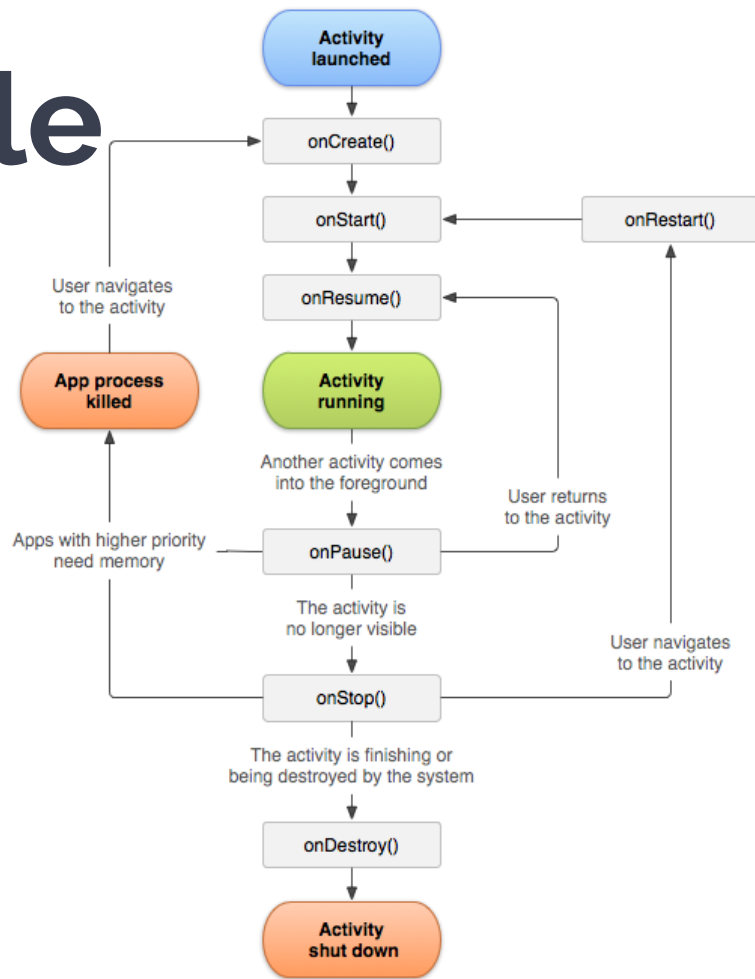 Activity
launched
le
onCreate()
onStart()
onRestart()
User navigates
to the activity
onResume()
App process
killed
Activity
running
Another activity comes
into the foreground
User returns
to the activity
Apps with higher priority
need memory
onPause()
The activity is
no longer visible
User navigates
to the activity
onStop()
The activity is finishing or
being destroyed by the system
onDestroy()
Activity
shut down